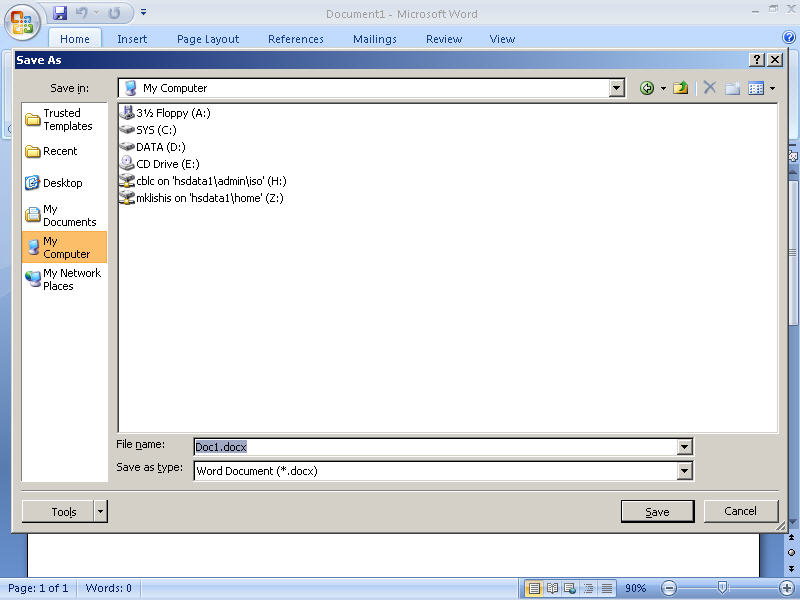 Document1 - Microsoft Word
Home Insert Page Layout References Mailings Review View
Save As
Save in: My Computer
Trusted
Templates
Recent
Desktop
My
Documents
My
Computer
My Network
Places
3½ Floppy (A:)
SYS (C:)
DATA (D:)
CD Drive (E:)
cblc on 'hsdata1\admin\iso' (H:)
mklishis on 'hsdata1\home' (Z:)
File name: Doc1.docx
Save as type: Word Document (*.docx)
Tools Save Cancel
Page: 1 of 1 Words: 0 90%